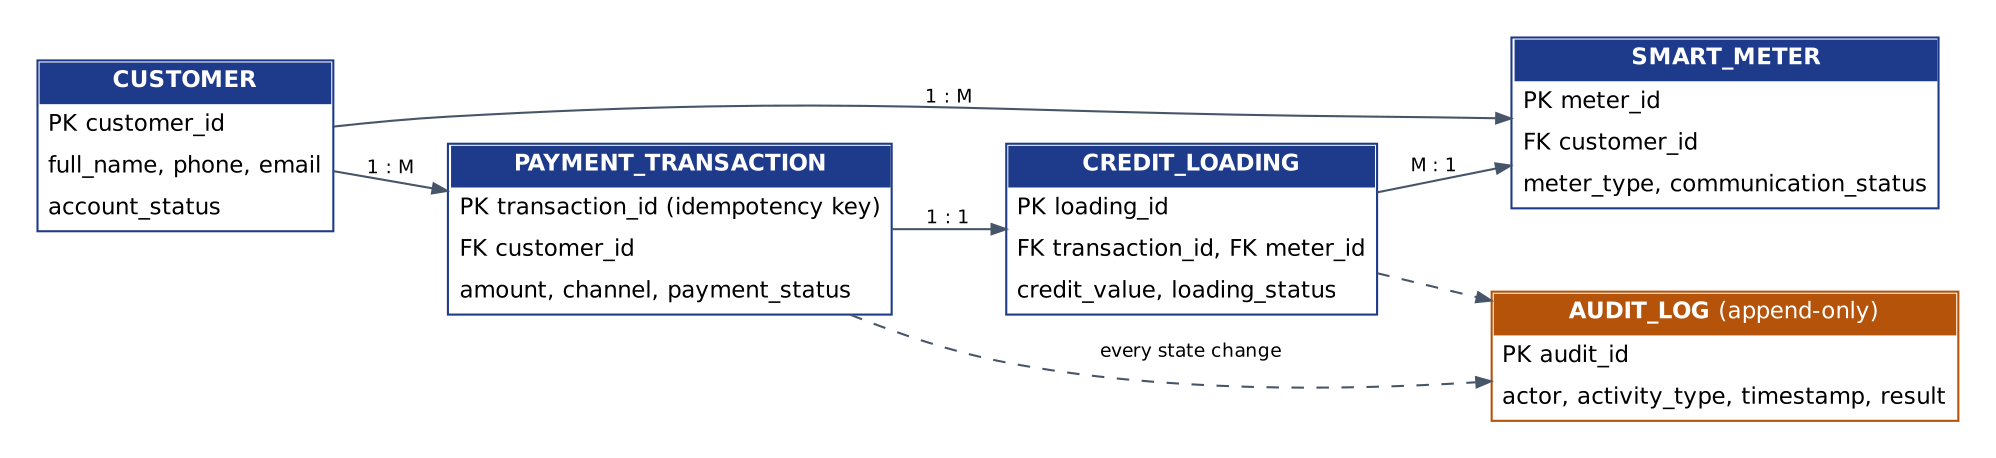 CUSTOMER
PK customer_id
full_name, phone, email
account_status
1 : M
1 : M
PAYMENT_TRANSACTION
PK transaction_id (idempotency key)
FK customer_id
amount, channel, payment_status
1 : 1
CREDIT_LOADING
PK loading_id
FK transaction_id, FK meter_id
credit_value, loading_status
M : 1
SMART_METER
PK meter_id
FK customer_id
meter_type, communication_status
every state change
AUDIT_LOG (append-only)
PK audit_id
actor, activity_type, timestamp, result